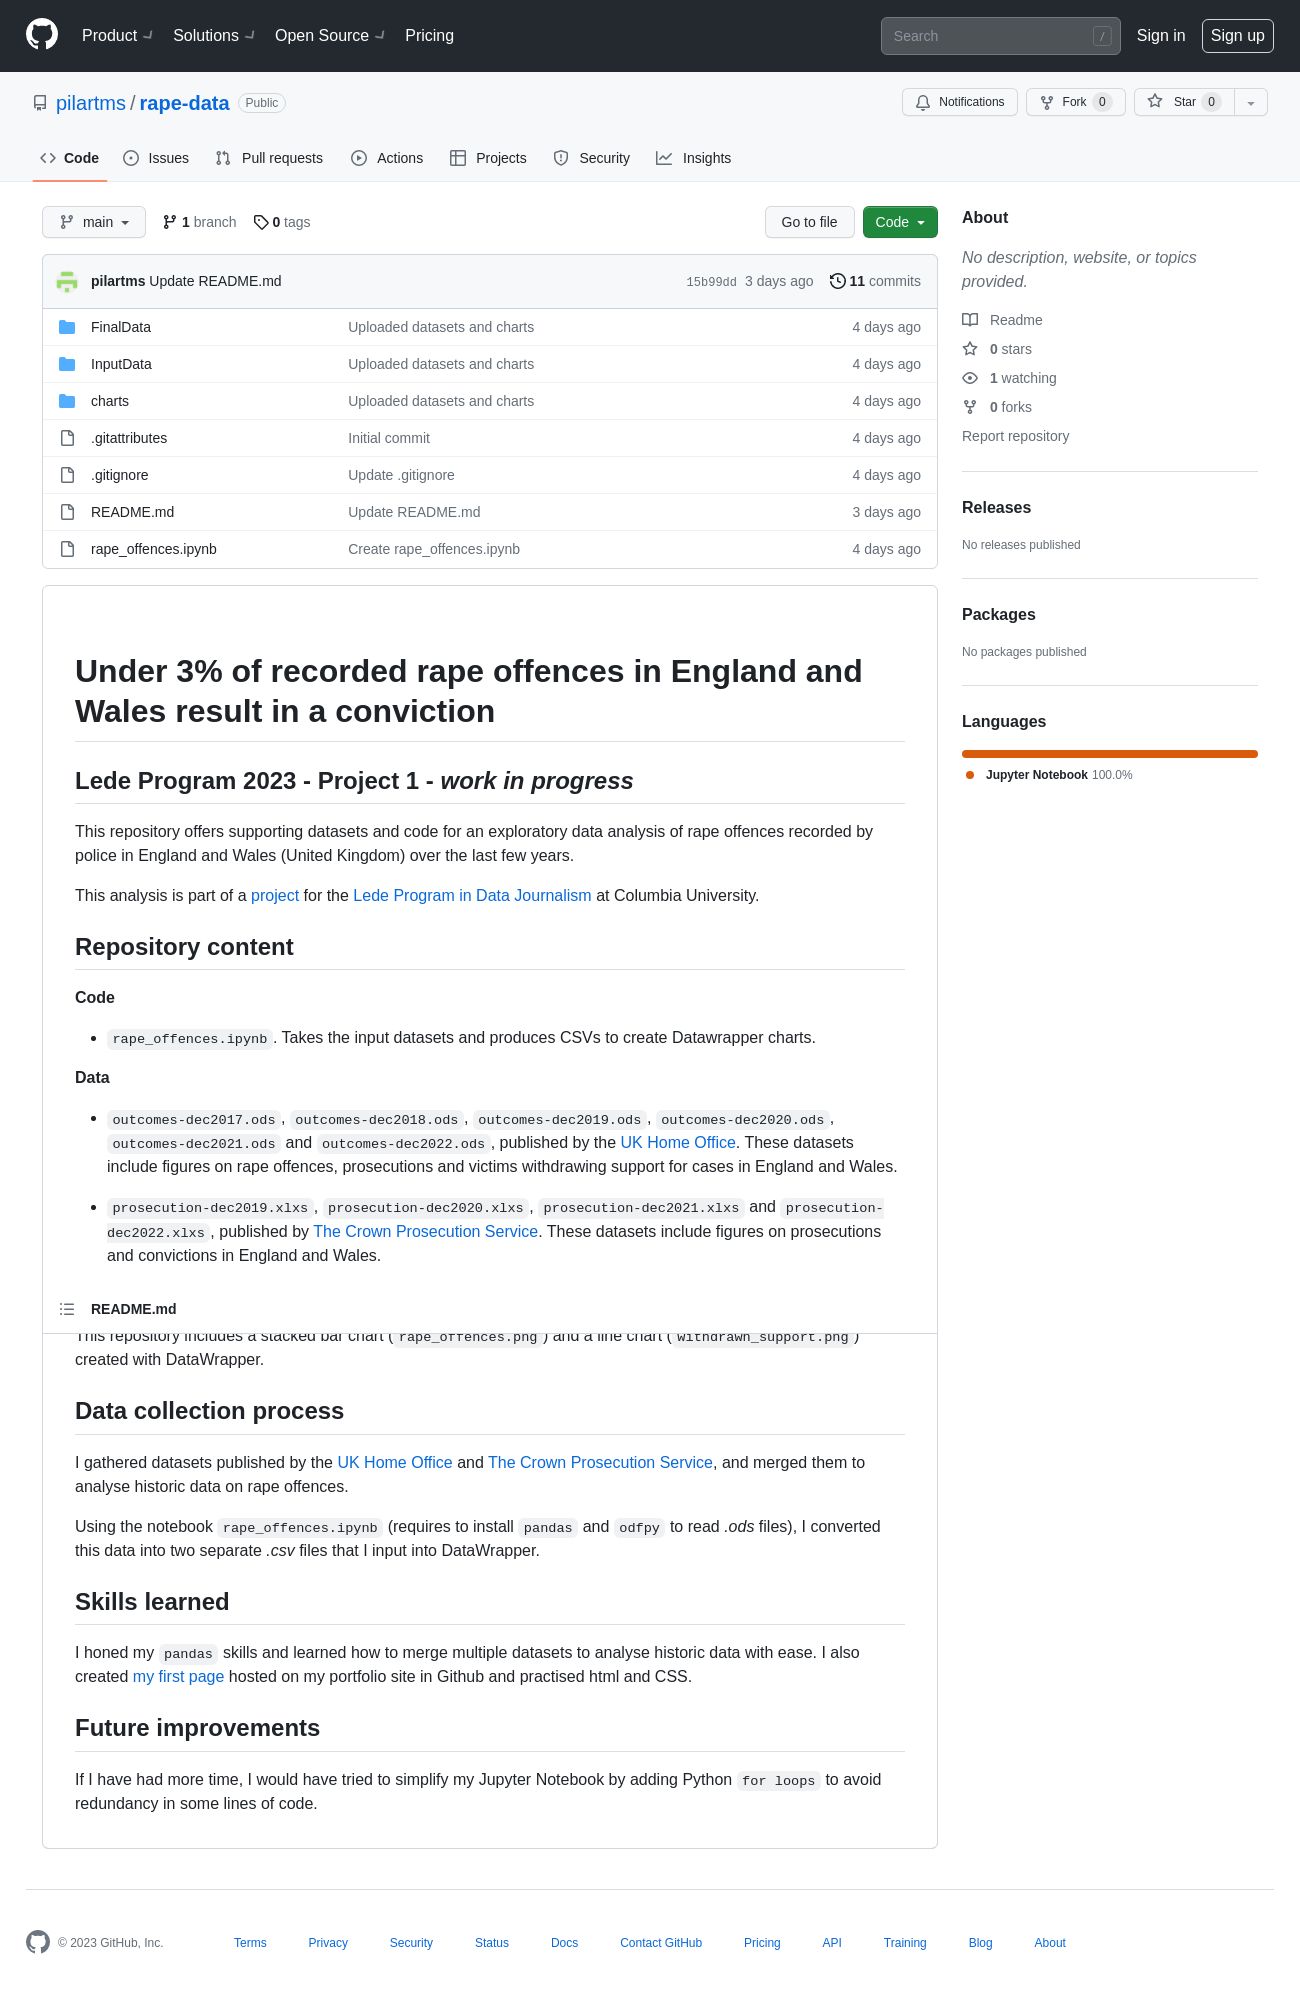 Product Solutions Open Source Pricing Search / Sign in Sign up
pilartms / rape-data Public Notifications Fork 0 Star 0
Code Issues Pull requests Actions Projects Security Insights
main 1 branch 0 tags Go to file Code
pilartms Update README.md 15b99dd 3 days ago 11 commits
FinalData Uploaded datasets and charts 4 days ago
InputData Uploaded datasets and charts 4 days ago
charts Uploaded datasets and charts 4 days ago
.gitattributes Initial commit 4 days ago
.gitignore Update .gitignore 4 days ago
README.md Update README.md 3 days ago
rape_offences.ipynb Create rape_offences.ipynb 4 days ago
Under 3% of recorded rape offences in England and
Wales result in a conviction
Lede Program 2023 - Project 1 - work in progress
This repository offers supporting datasets and code for an exploratory data analysis of rape offences recorded by
police in England and Wales (United Kingdom) over the last few years.
This analysis is part of a project for the Lede Program in Data Journalism at Columbia University.
Repository content
Code
rape_offences.ipynb. Takes the input datasets and produces CSVs to create Datawrapper charts.
Data
outcomes-dec2017.ods, outcomes-dec2018.ods, outcomes-dec2019.ods, outcomes-dec2020.ods,
outcomes-dec2021.ods and outcomes-dec2022.ods, published by the UK Home Office. These datasets
include figures on rape offences, prosecutions and victims withdrawing support for cases in England and Wales.
prosecution-dec2019.xlxs, prosecution-dec2020.xlxs, prosecution-dec2021.xlxs and prosecution-
dec2022.xlxs, published by The Crown Prosecution Service. These datasets include figures on prosecutions
and convictions in England and Wales.
README.md
This repository includes a stacked bar chart (rape_offences.png) and a line chart (withdrawn_support.png)
created with DataWrapper.
Data collection process
I gathered datasets published by the UK Home Office and The Crown Prosecution Service, and merged them to
analyse historic data on rape offences.
Using the notebook rape_offences.ipynb (requires to install pandas and odfpy to read .ods files), I converted
this data into two separate .csv files that I input into DataWrapper.
Skills learned
I honed my pandas skills and learned how to merge multiple datasets to analyse historic data with ease. I also
created my first page hosted on my portfolio site in Github and practised html and CSS.
Future improvements
If I have had more time, I would have tried to simplify my Jupyter Notebook by adding Python for loops to avoid
redundancy in some lines of code.
About
No description, website, or topics
provided.
Readme
0 stars
1 watching
0 forks
Report repository
Releases
No releases published
Packages
No packages published
Languages
Jupyter Notebook 100.0%
© 2023 GitHub, Inc. Terms Privacy Security Status Docs Contact GitHub Pricing API Training Blog About